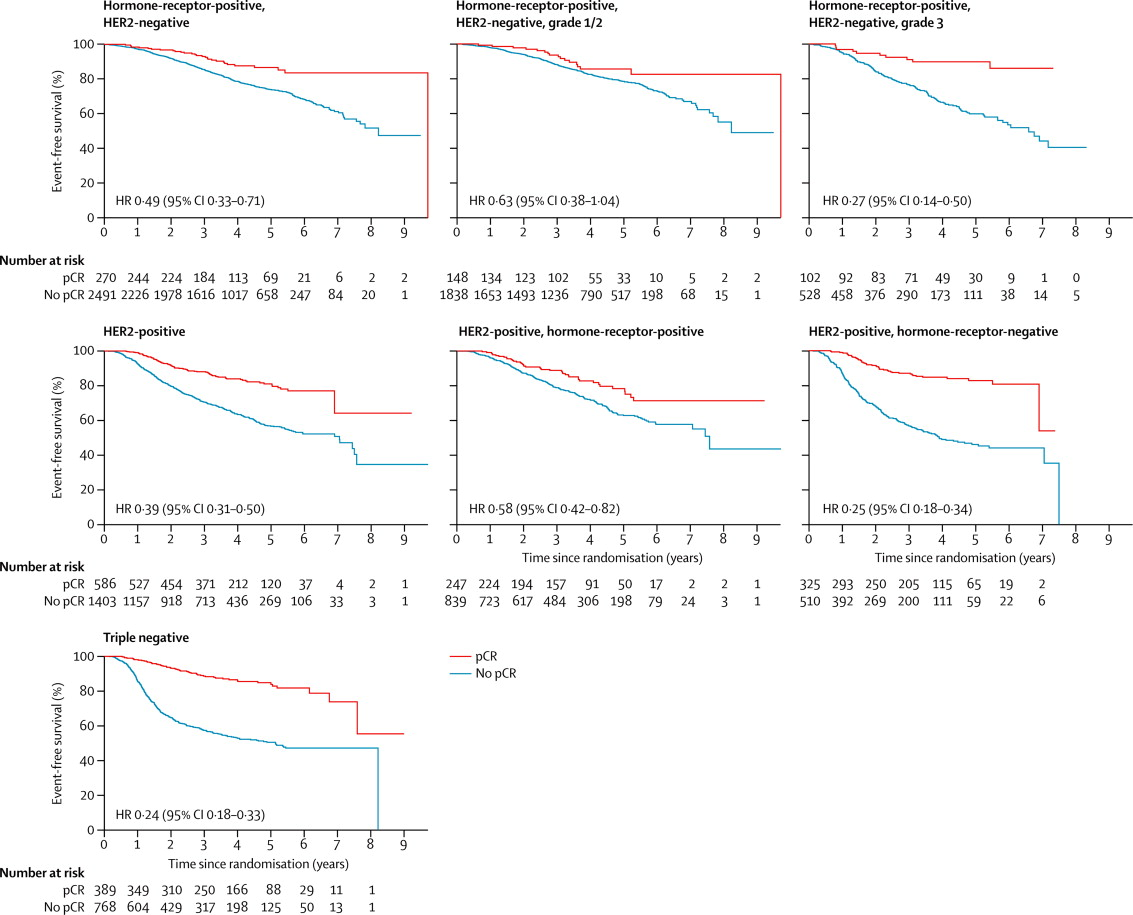 Hormone-receptor-positive,
HER2-negative
Hormone-receptor-positive,
HER2-negative, grade 1/2
Hormone-receptor-positive,
HER2-negative, grade 3
Event-free survival (%)
100
80
60
40
20
0
HR 0·49 (95% CI 0·33–0·71)
HR 0·63 (95% CI 0·38–1·04)
HR 0·27 (95% CI 0·14–0·50)
0 1 2 3 4 5 6 7 8 9
0 1 2 3 4 5 6 7 8 9
0 1 2 3 4 5 6 7 8 9
Number at risk
pCR 270 244 224 184 113 69 21 6 2 2 148 134 123 102 55 33 10 5 2 2 102 92 83 71 49 30 9 1 0
No pCR 2491 2226 1978 1616 1017 658 247 84 20 1 1838 1653 1493 1236 790 517 198 68 15 1 528 458 376 290 173 111 38 14 5
HER2-positive
HER2-positive, hormone-receptor-positive
HER2-positive, hormone-receptor-negative
Event-free survival (%)
100
80
60
40
20
0
HR 0·39 (95% CI 0·31–0·50)
HR 0·58 (95% CI 0·42–0·82)
HR 0·25 (95% CI 0·18–0·34)
0 1 2 3 4 5 6 7 8 9
0 1 2 3 4 5 6 7 8 9
0 1 2 3 4 5 6 7 8 9
Time since randomisation (years)
Time since randomisation (years)
Number at risk
pCR 586 527 454 371 212 120 37 4 2 1 247 224 194 157 91 50 17 2 2 1 325 293 250 205 115 65 19 2
No pCR 1403 1157 918 713 436 269 106 33 3 1 839 723 617 484 306 198 79 24 3 1 510 392 269 200 111 59 22 6
Triple negative
Event-free survival (%)
100
80
60
40
20
0
HR 0·24 (95% CI 0·18–0·33)
0 1 2 3 4 5 6 7 8 9
Time since randomisation (years)
pCR
No pCR
Number at risk
pCR 389 349 310 250 166 88 29 11 1
No pCR 768 604 429 317 198 125 50 13 1